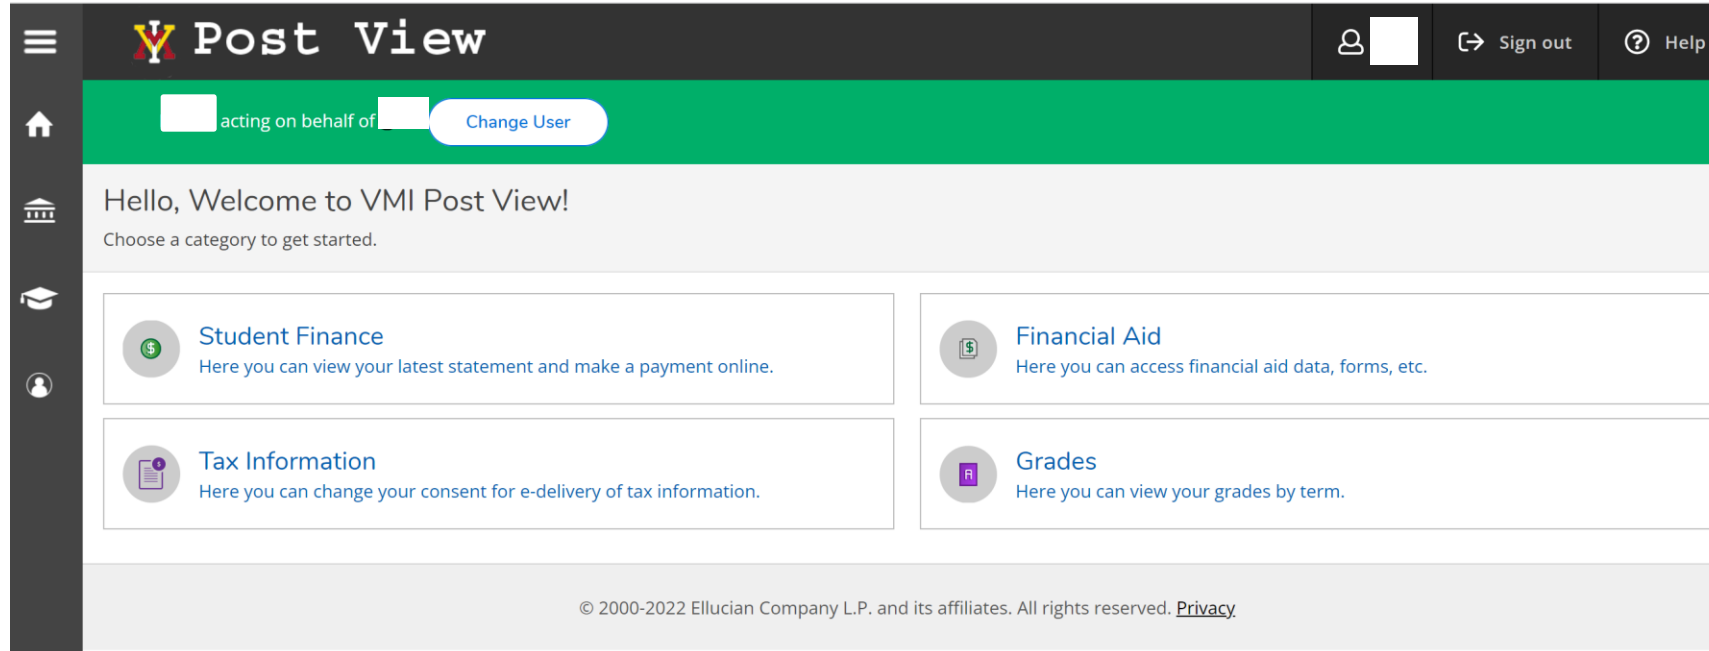 Post View
Sign out
Help
acting on behalf of
Change User
Hello, Welcome to VMI Post View!
Choose a category to get started.
Student Finance
Here you can view your latest statement and make a payment online.
Financial Aid
Here you can access financial aid data, forms, etc.
Tax Information
Here you can change your consent for e-delivery of tax information.
Grades
Here you can view your grades by term.
© 2000-2022 Ellucian Company L.P. and its affiliates. All rights reserved. Privacy